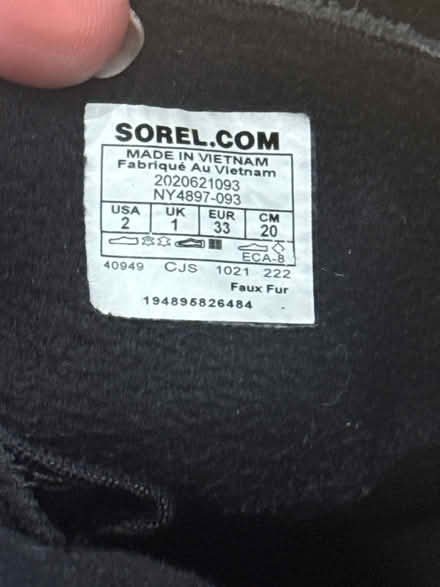 SOREL.COM
MADE IN VIETNAM
Fabriqué Au Vietnam
2020621093
NY4897-093
USA UK EUR CM
2 1 33 20
ECA-8
40949 CJS 1021 222
Faux Fur
194895826484